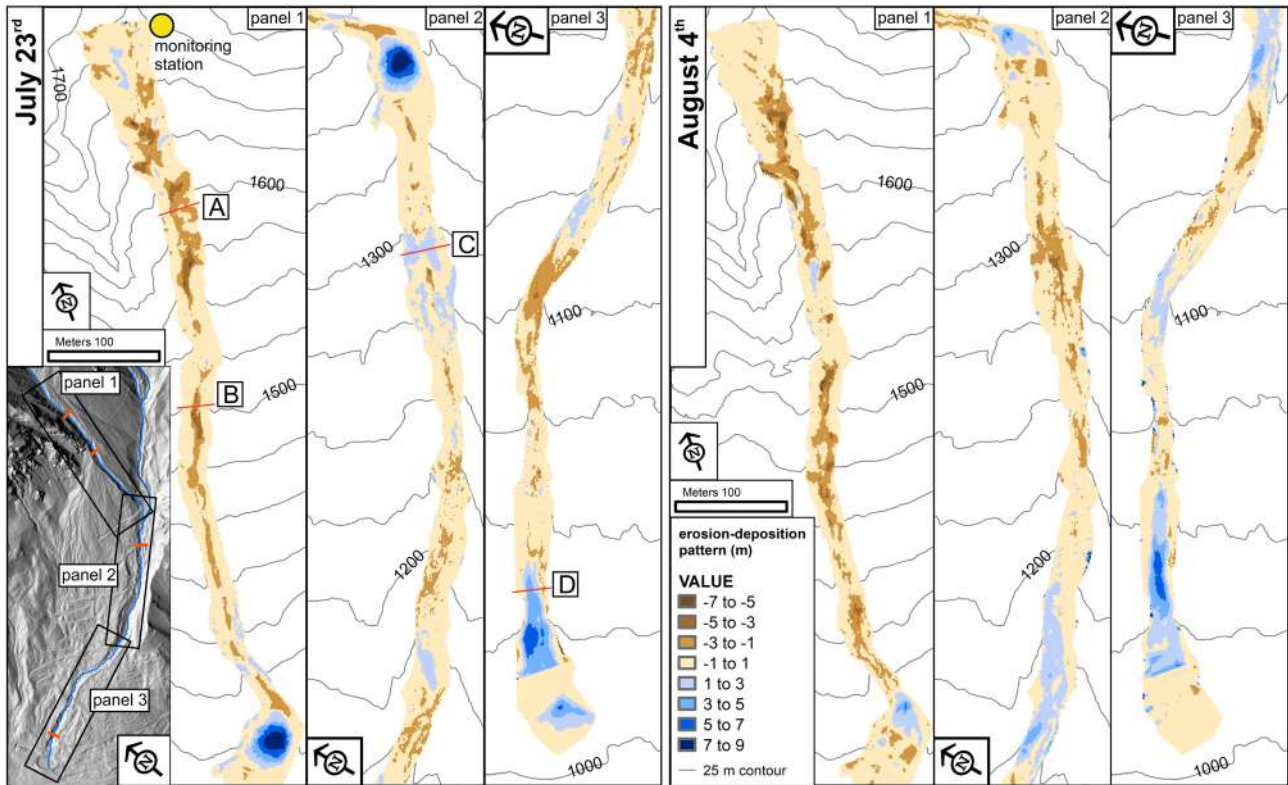 July 23rd
panel 1
monitoring
station
1700
1600
A
N
Meters 100
B
1500
panel 1
panel 2
panel 3
N
panel 2
1300
C
1200
N
panel 3
N
1100
D
1000
August 4th
panel 1
1600
1500
N
Meters 100
erosion-deposition
pattern (m)
VALUE
-7 to -5
-5 to -3
-3 to -1
-1 to 1
1 to 3
3 to 5
5 to 7
7 to 9
25 m contour
panel 2
1300
1200
N
panel 3
N
1100
1000